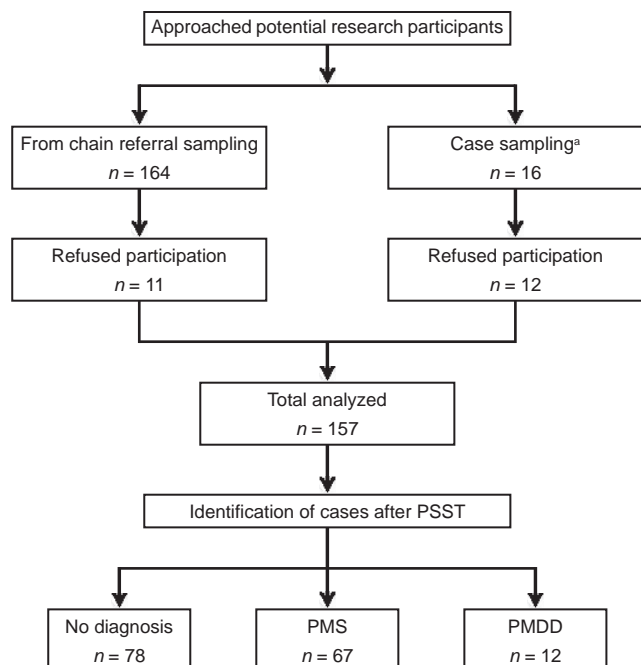 Approached potential research participants
From chain referral sampling
n = 164
Case samplingᵃ
n = 16
Refused participation
n = 11
Refused participation
n = 12
Total analyzed
n = 157
Identification of cases after PSST
No diagnosis
n = 78
PMS
n = 67
PMDD
n = 12